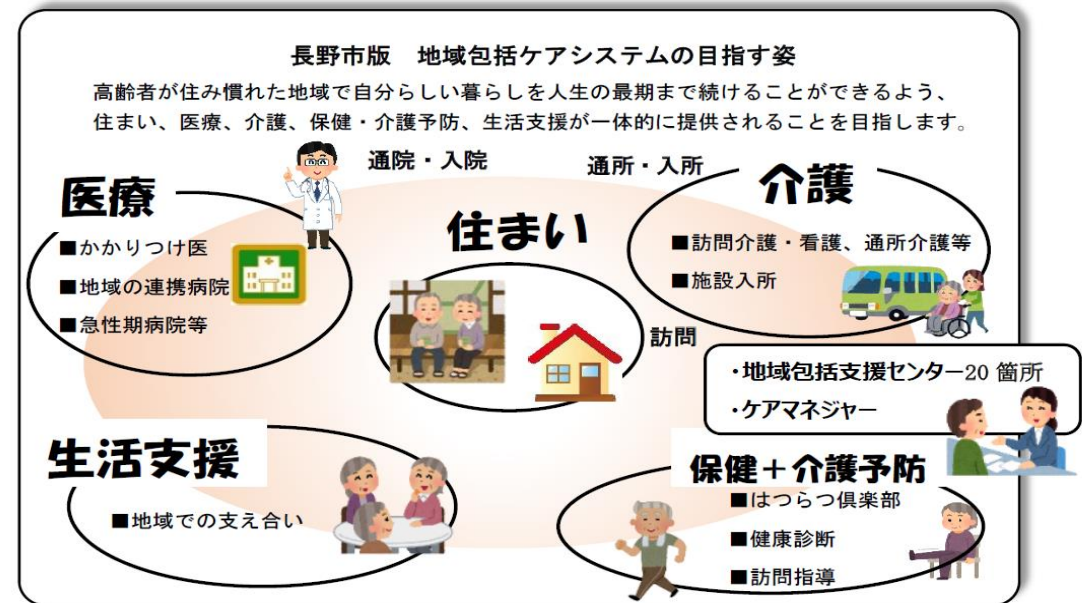 長野市版 地域包括ケアシステムの目指す姿
高齢者が住み慣れた地域で自分らしい暮らしを人生の最期まで続けることができるよう、
住まい、医療、介護、保健・介護予防、生活支援が一体的に提供されることを目指します。
通院・入院
通所・入所
医療
■かかりつけ医
■地域の連携病院
■急性期病院等
住まい
介護
■訪問介護・看護、通所介護等
■施設入所
訪問
・地域包括支援センター20 箇所
・ケアマネジャー
生活支援
■地域での支え合い
保健＋介護予防
■はつらつ倶楽部
■健康診断
■訪問指導